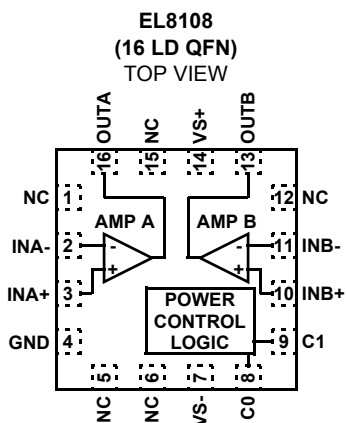 EL8108
(16 LD QFN)
TOP VIEW
OUTA
NC
VS+
OUTB
16
15
14
13
NC 1
12 NC
AMP A
AMP B
INA- 2
-
-
11 INB-
INA+ 3
+
+
10 INB+
POWER
CONTROL
LOGIC
GND 4
9 C1
5
6
7
8
NC
NC
VS-
C0